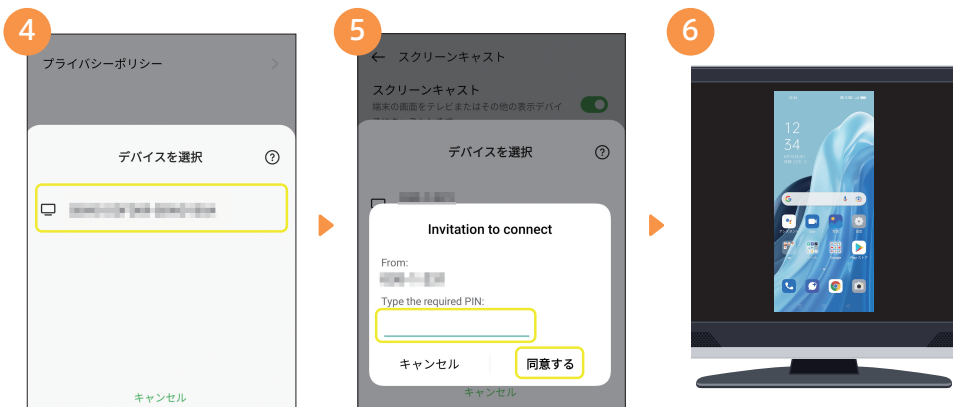 4
プライバシーポリシー
デバイスを選択
キャンセル
5
スクリーンキャスト
スクリーンキャスト
端末の画面をテレビまたはその他の表示デバイ
デバイスを選択
Invitation to connect
From:
Type the required PIN:
キャンセル
同意する
キャンセル
6
12
34